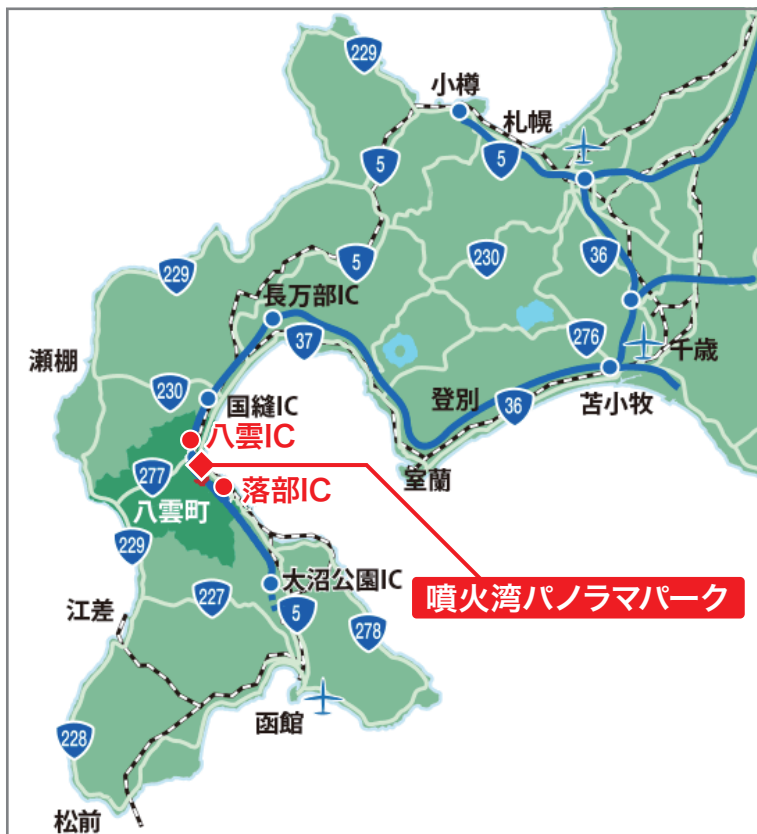 229
小樽
札幌
5
5
36
230
229
5
長万部IC
276
千歳
37
瀬棚
230
国縫IC
登別
36
苫小牧
八雲IC
室蘭
277
落部IC
八雲町
229
大沼公園IC
噴火湾パノラマパーク
227
江差
5
278
函館
228
松前